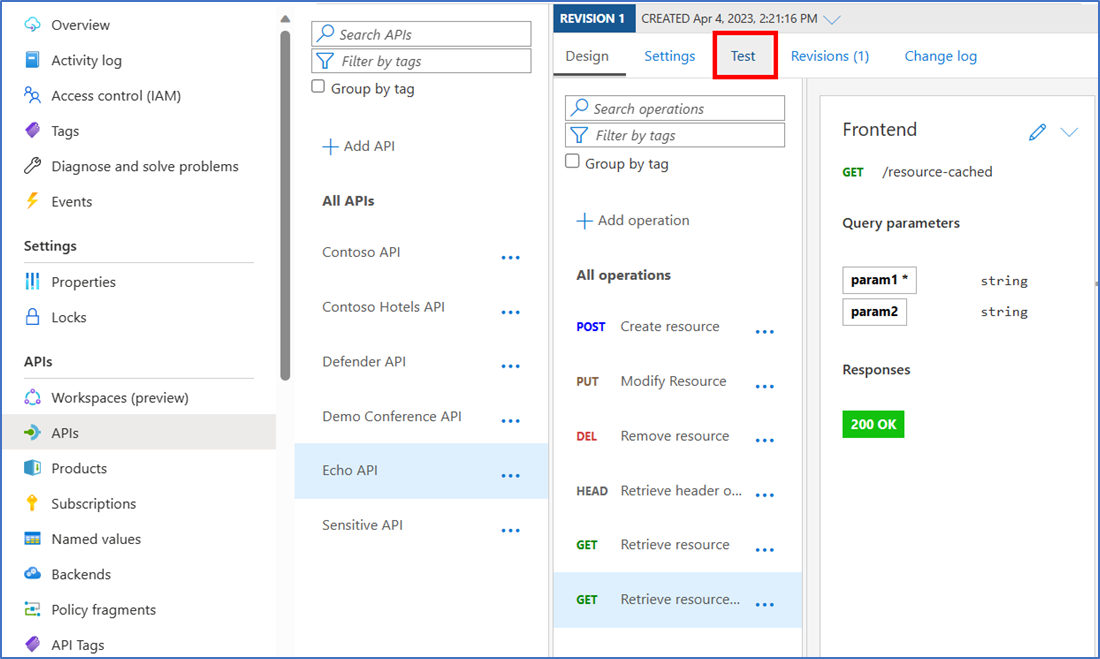 Overview
Activity log
Access control (IAM)
Tags
Diagnose and solve problems
Events
Settings
Properties
Locks
APIs
Workspaces (preview)
APIs
Products
Subscriptions
Named values
Backends
Policy fragments
API Tags
Search APIs
Filter by tags
Group by tag
Add API
All APIs
Contoso API
Contoso Hotels API
Defender API
Demo Conference API
Echo API
Sensitive API
REVISION 1 CREATED Apr 4, 2023, 2:21:16 PM
Design Settings Test Revisions (1) Change log
Search operations
Filter by tags
Group by tag
Add operation
All operations
POST Create resource
PUT Modify Resource
DEL Remove resource
HEAD Retrieve header o...
GET Retrieve resource
GET Retrieve resource...
Frontend
GET /resource-cached
Query parameters
param1 * string
param2 string
Responses
200 OK